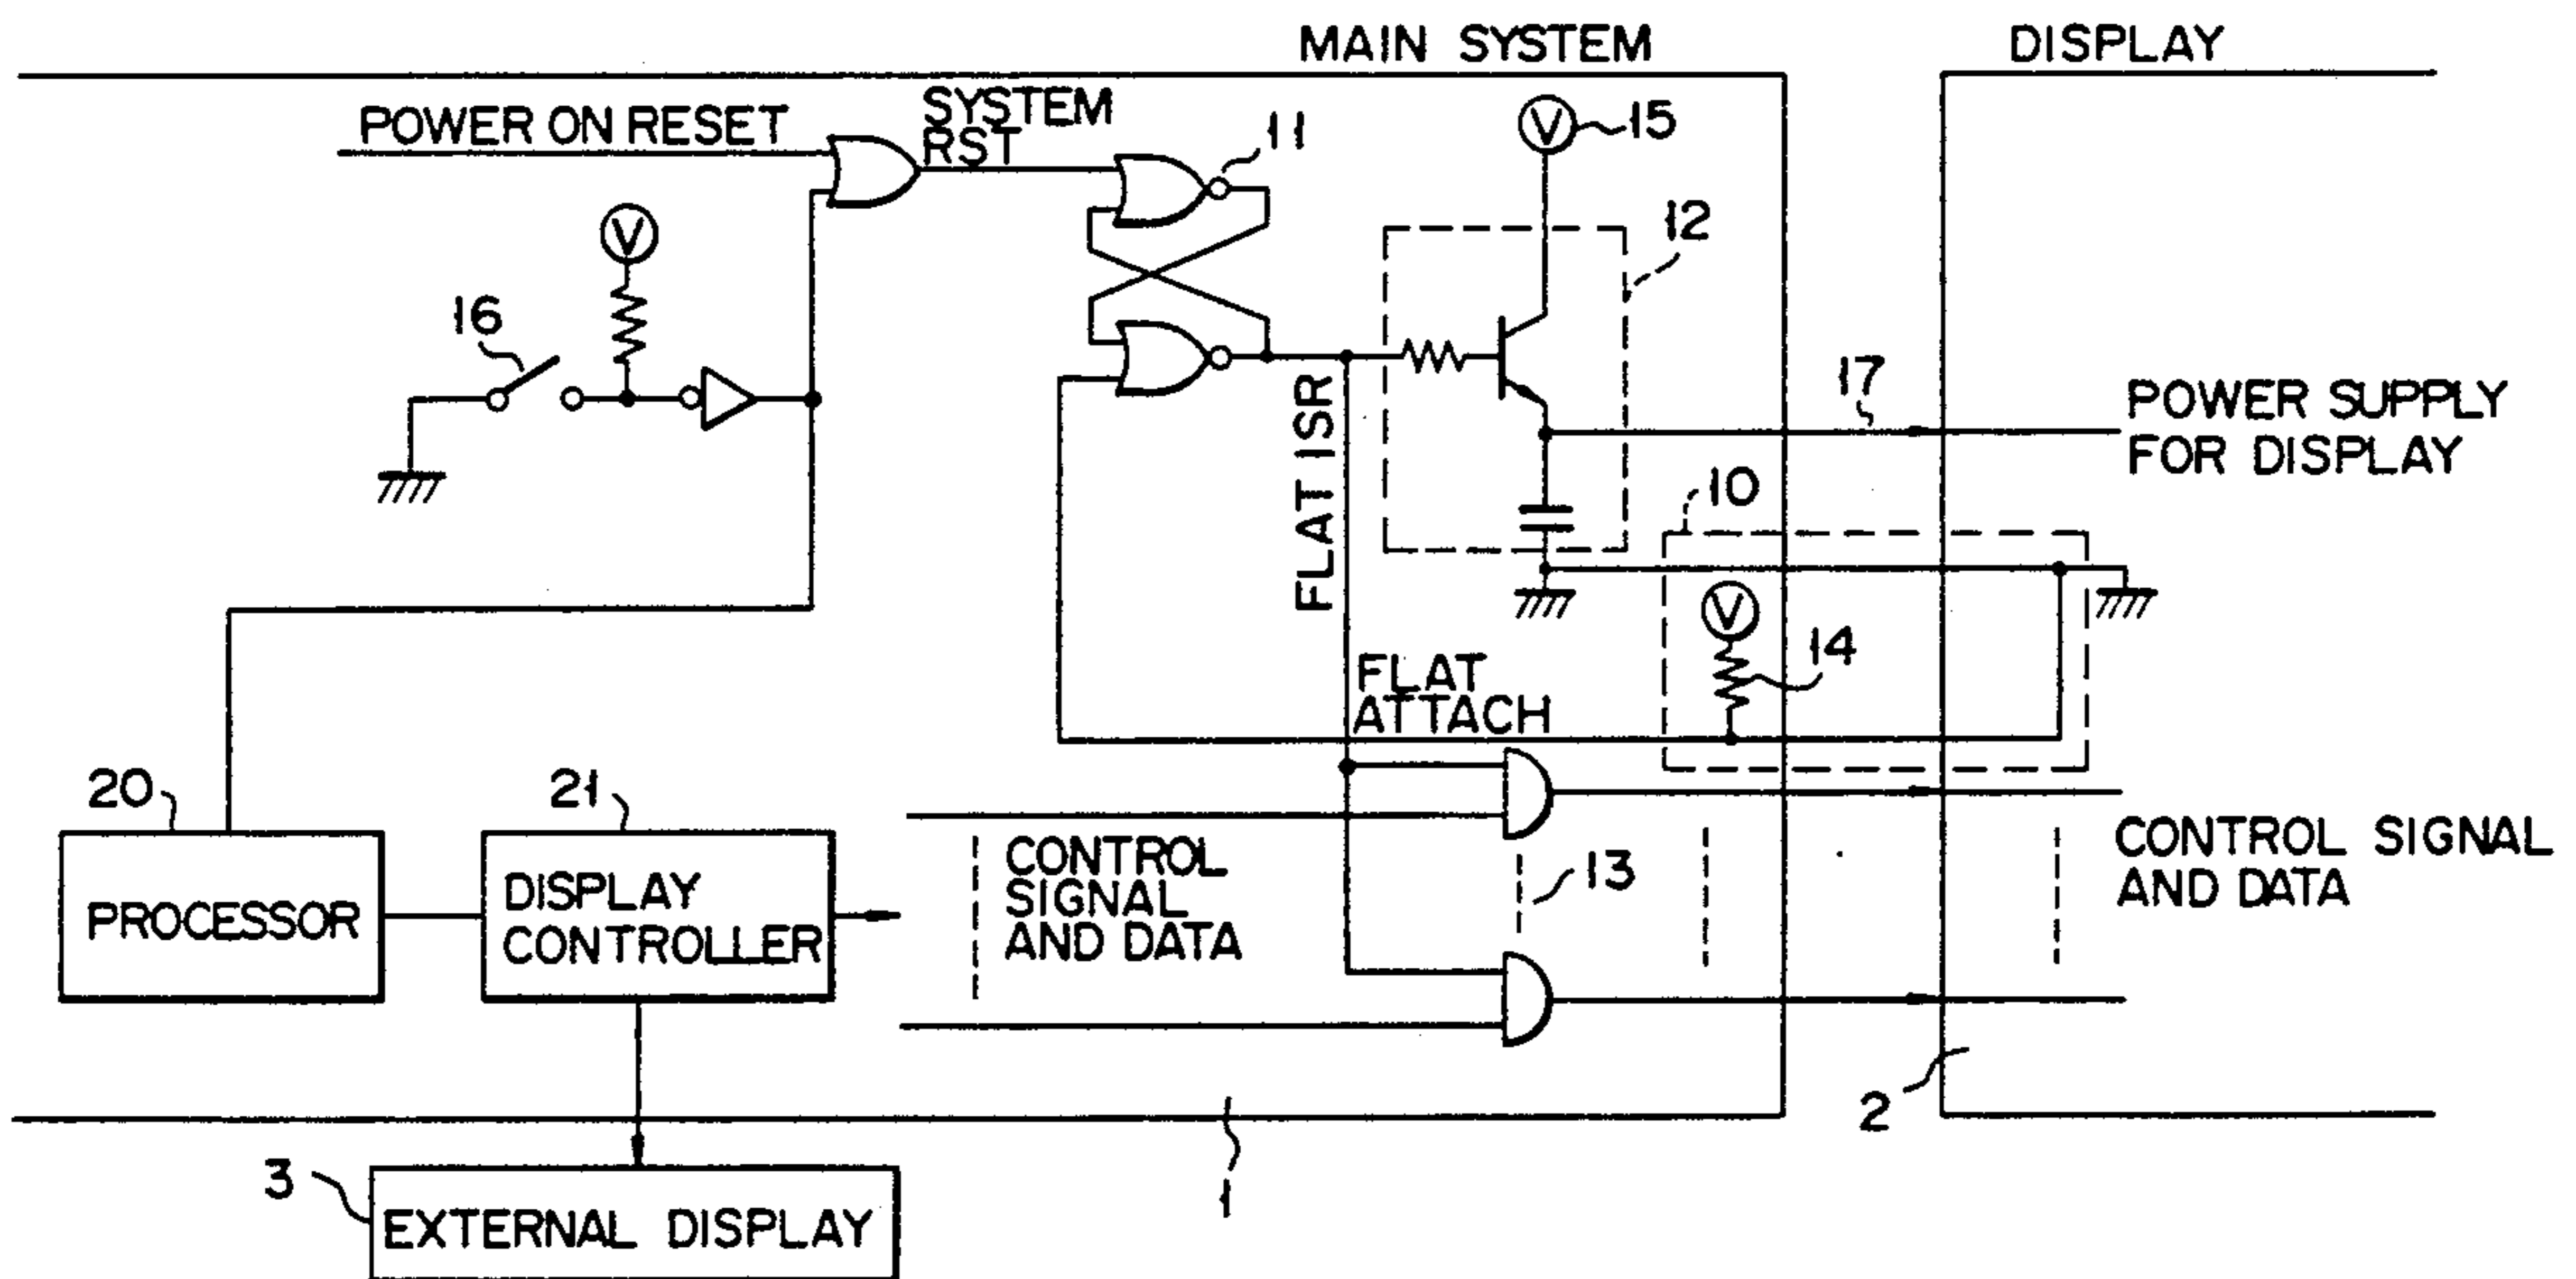 MAIN SYSTEM
DISPLAY
POWER ON RESET
SYSTEM
RST
11
V
15
V
12
16
17
POWER SUPPLY
FOR DISPLAY
FLAT ISR
10
V
14
FLAT
ATTACH
20
21
PROCESSOR
DISPLAY
CONTROLLER
CONTROL
SIGNAL
AND DATA
13
CONTROL SIGNAL
AND DATA
2
3
1
EXTERNAL DISPLAY